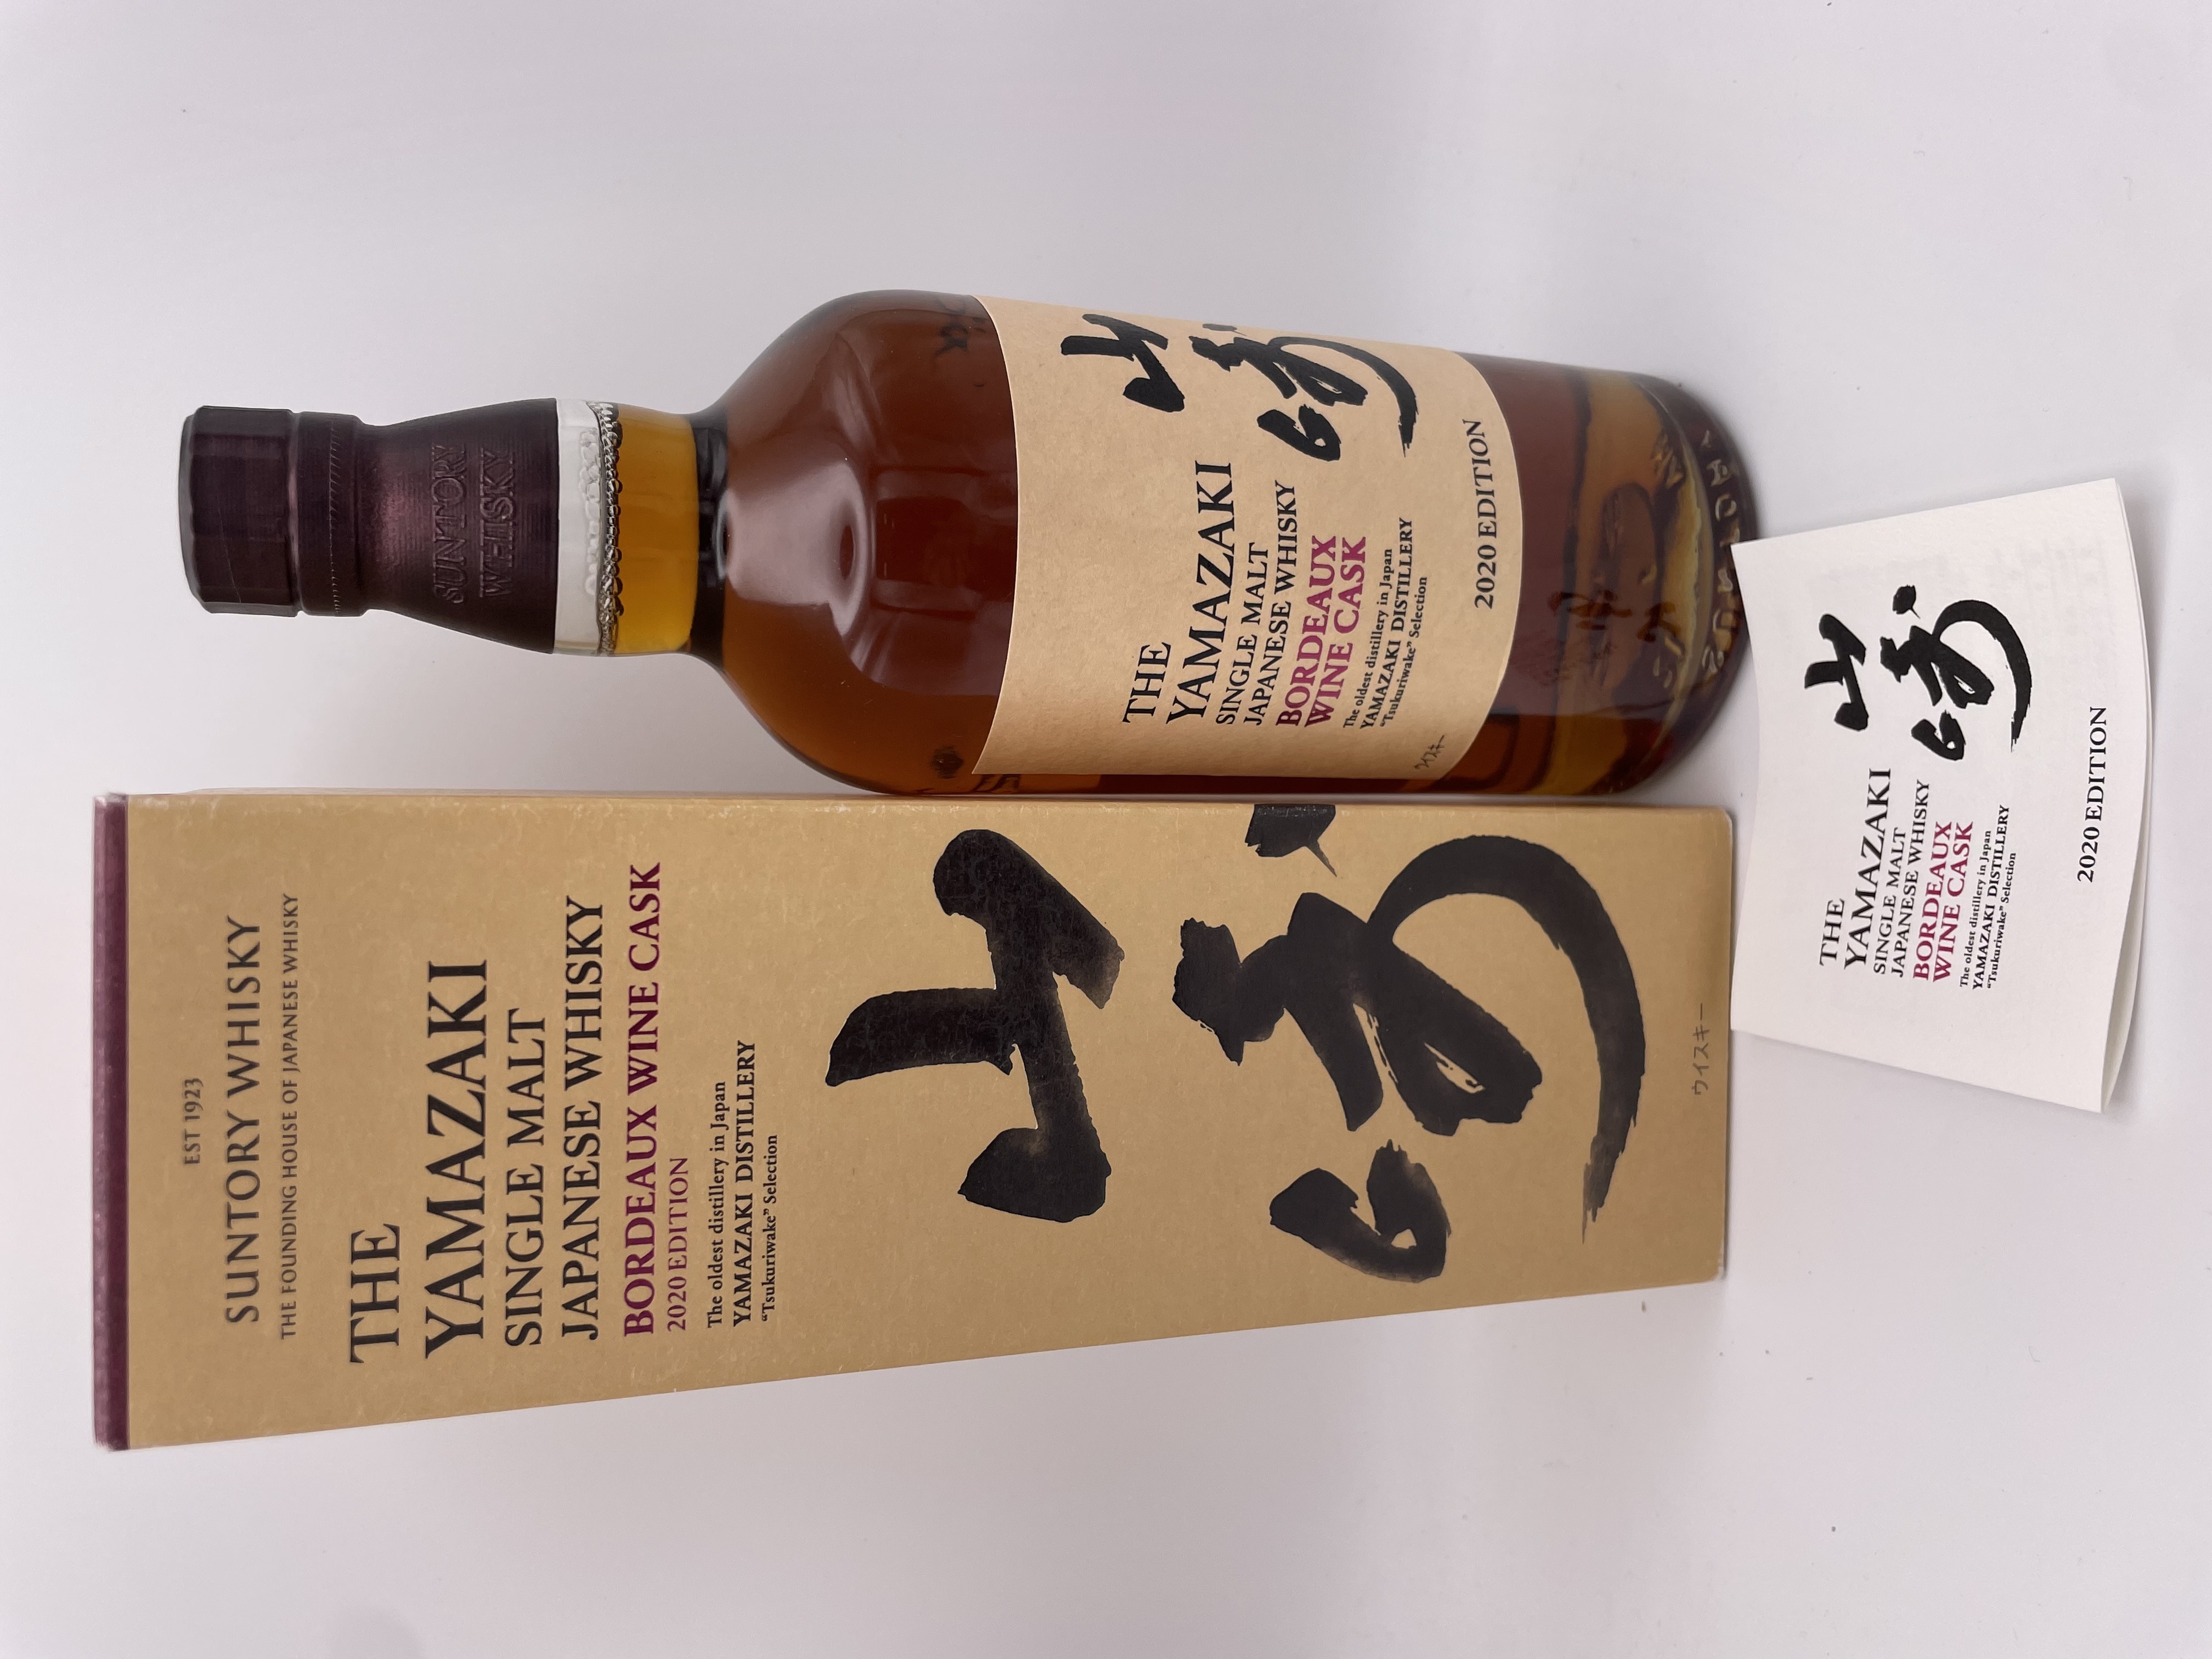 EST 1923
SUNTORY WHISKY
THE FOUNDING HOUSE OF JAPANESE WHISKY
THE
YAMAZAKI
SINGLE MALT
JAPANESE WHISKY
BORDEAUX WINE CASK
2020 EDITION
The oldest distillery in Japan
YAMAZAKI DISTILLERY
“Tsukuriwake” Selection
山崎
ウイスキー
SUNTORY
WHISKY
THE
YAMAZAKI
SINGLE MALT
JAPANESE WHISKY
BORDEAUX
WINE CASK
The oldest distillery in Japan
YAMAZAKI DISTILLERY
“Tsukuriwake” Selection
山崎
ウイスキー
2020 EDITION
THE
YAMAZAKI
SINGLE MALT
JAPANESE WHISKY
BORDEAUX
WINE CASK
The oldest distillery in Japan
YAMAZAKI DISTILLERY
“Tsukuriwake” Selection
山崎
2020 EDITION